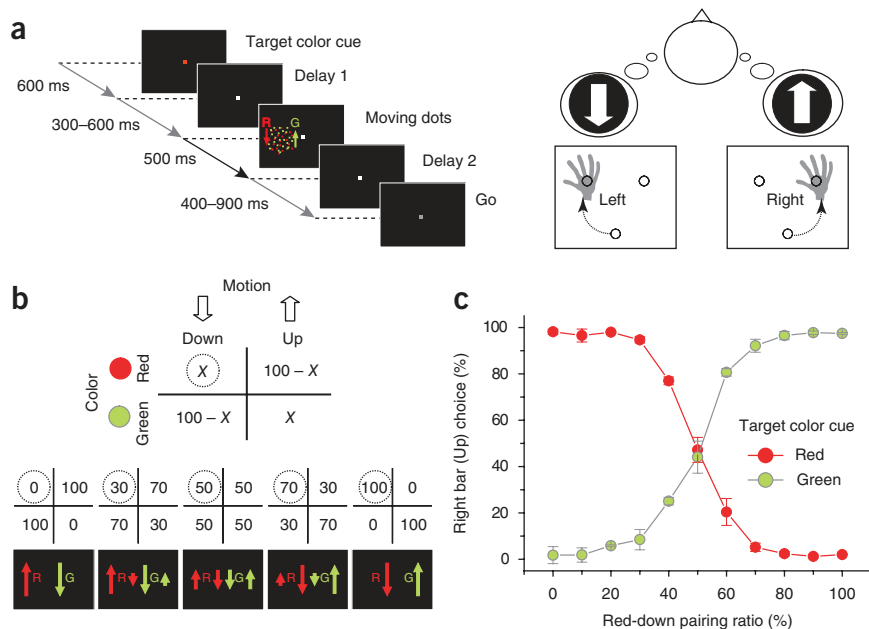 a
Target color cue
600 ms
Delay 1
300–600 ms
R G
Moving dots
500 ms
Delay 2
400–900 ms
Go
Left
Right
b
Motion
Down
Up
Color
Red
X
100 – X
Green
100 – X
X
0 100
100 0
30 70
70 30
50 50
50 50
70 30
30 70
100 0
0 100
R G
R G
R G
R G
R G
c
Right bar (Up) choice (%)
100
80
60
40
20
0
Target color cue
Red
Green
0 20 40 60 80 100
Red-down pairing ratio (%)